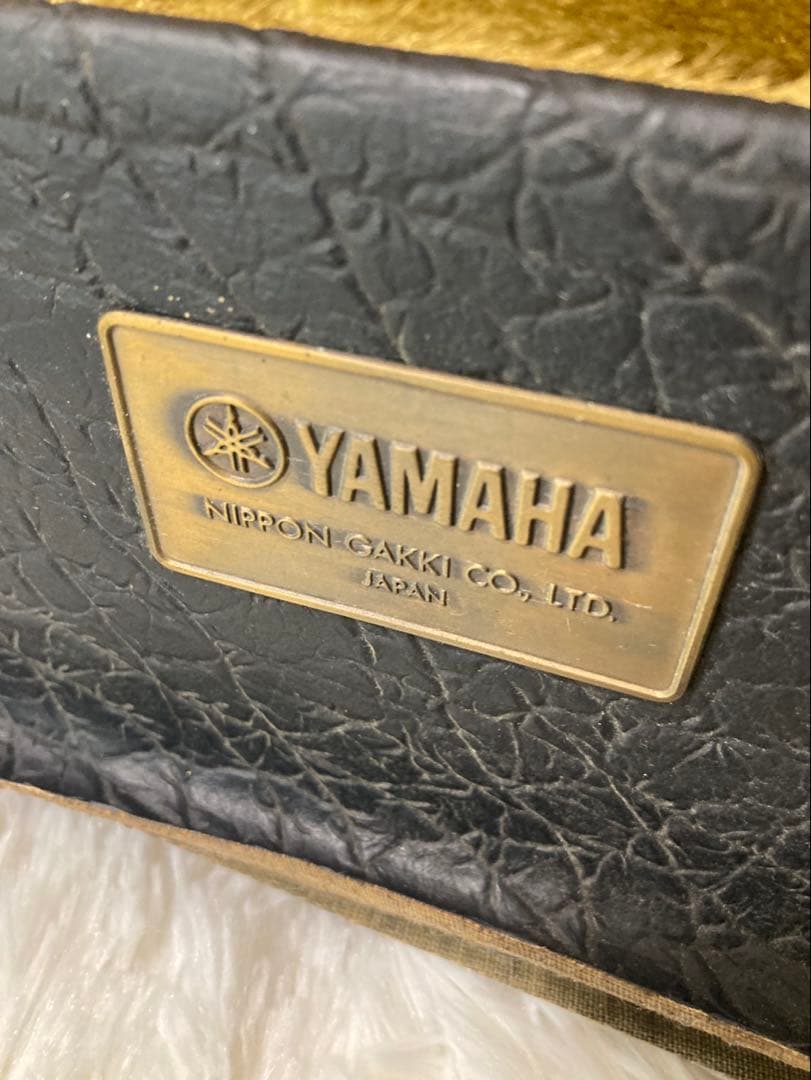 YAMAHA
NIPPON GAKKI CO., LTD.
JAPAN